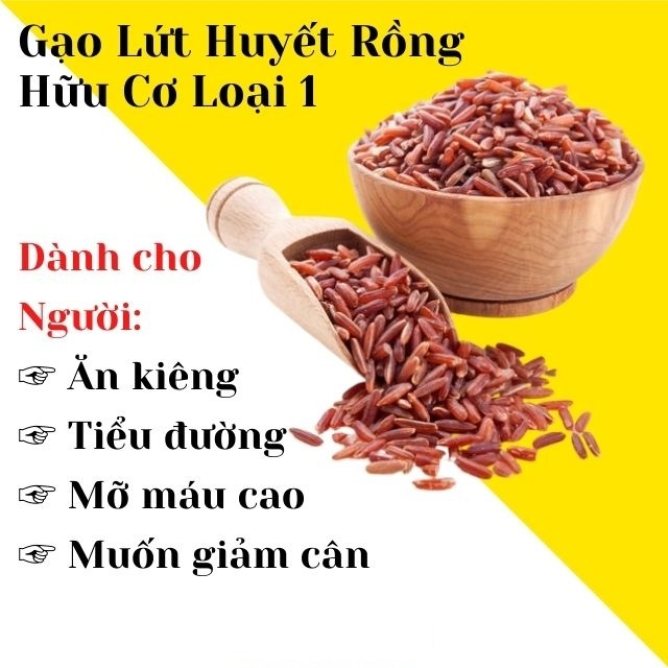 Gạo Lứt Huyết Rồng
Hữu Cơ Loại 1
Dành cho
Người:
☞ Ăn kiêng
☞ Tiểu đường
☞ Mỡ máu cao
☞ Muốn giảm cân